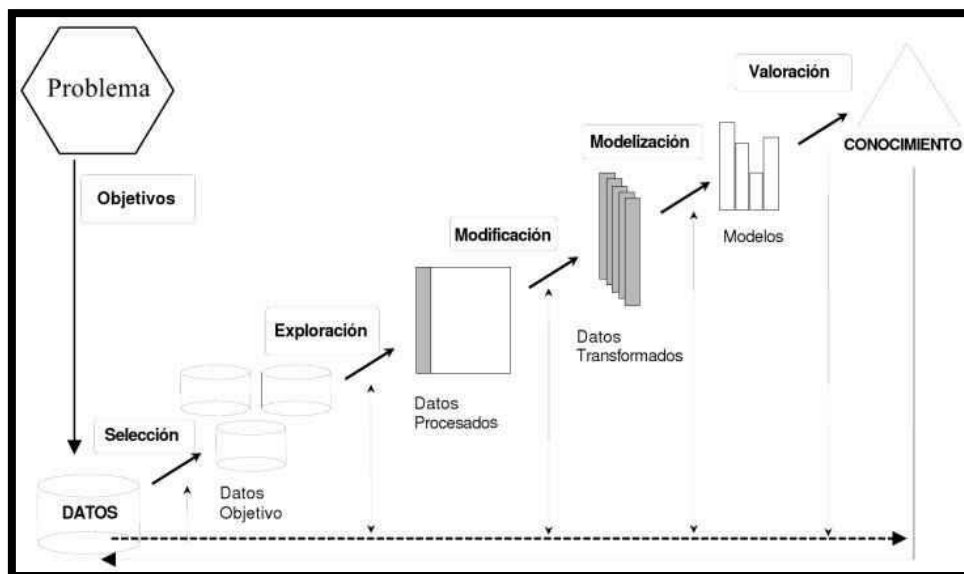 Problema
Objetivos
DATOS
Selección
Datos
Objetivo
Exploración
Datos
Procesados
Modificación
Datos
Transformados
Modelización
Modelos
Valoración
CONOCIMIENTO